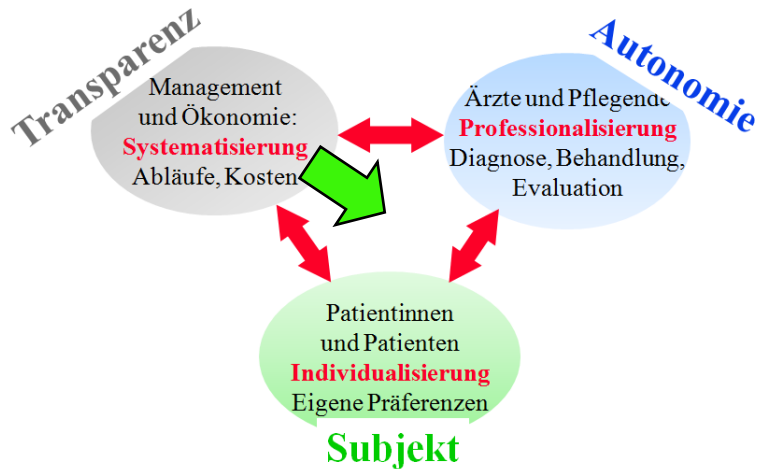 Transparenz
Management
und Ökonomie:
Systematisierung
Abläufe, Kosten
Autonomie
Ärzte und Pflegende
Professionalisierung
Diagnose, Behandlung,
Evaluation
Patientinnen
und Patienten
Individualisierung
Eigene Präferenzen
Subjekt